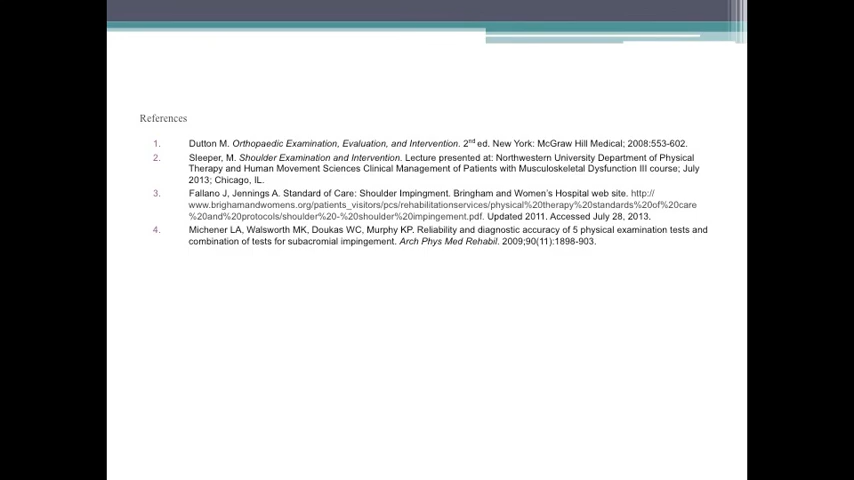 References
1. Dutton M. Orthopaedic Examination, Evaluation, and Intervention. 2nd ed. New York: McGraw Hill Medical; 2008:553-602.
2. Sleeper, M. Shoulder Examination and Intervention. Lecture presented at: Northwestern University Department of Physical
Therapy and Human Movement Sciences Clinical Management of Patients with Musculoskeletal Dysfunction III course; July
2013; Chicago, IL.
3. Fallano J, Jennings A. Standard of Care: Shoulder Impingment. Bringham and Women's Hospital web site. http://
www.brighamandwomens.org/patients_visitors/pcs/rehabilitationservices/physical%20therapy%20standards%20of%20care
%20and%20protocols/shoulder%20-%20shoulder%20impingement.pdf. Updated 2011. Accessed July 28, 2013.
4. Michener LA, Walsworth MK, Doukas WC, Murphy KP. Reliability and diagnostic accuracy of 5 physical examination tests and
combination of tests for subacromial impingement. Arch Phys Med Rehabil. 2009;90(11):1898-903.